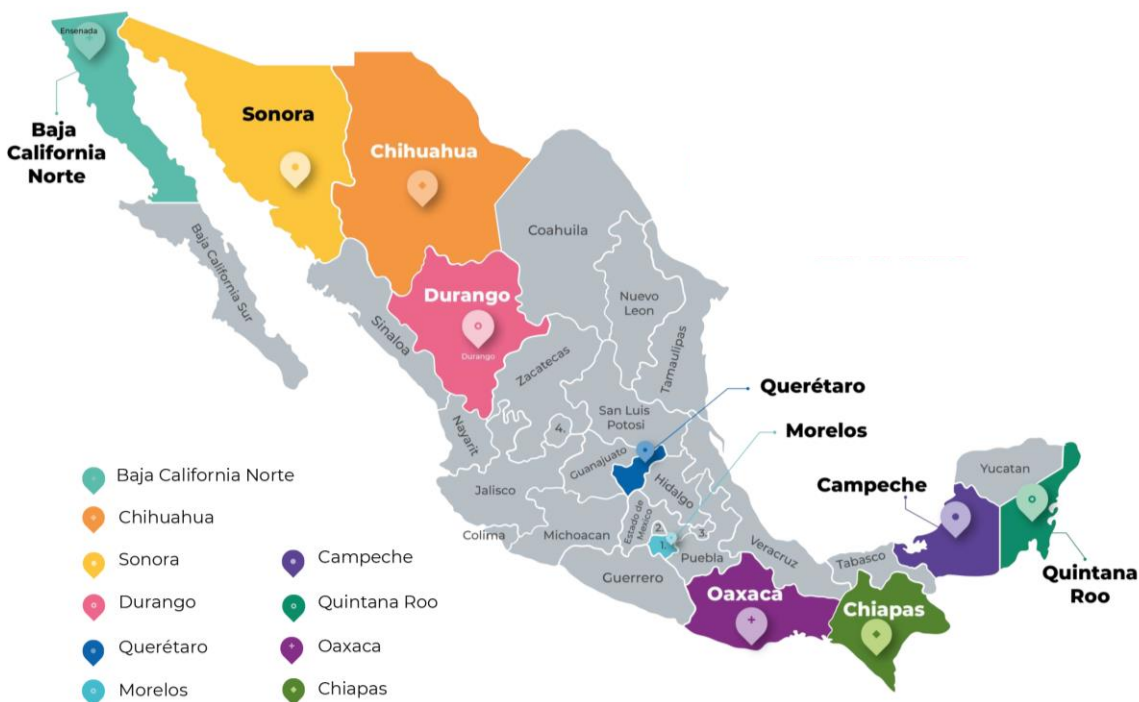 Ensenada
Baja
California
Norte
Sonora
Chihuahua
Coahuila
Baja California Sur
Durango
Durango
Sinaloa
Nuevo
Leon
Tamaulipas
Zacatecas
Querétaro
San Luis
Potosi
Morelos
Nayarit
4.
Guanajuato
Hidalgo
Yucatan
Campeche
Jalisco
Estado de
Mexico
2.
3.
1.
Colima
Michoacan
Puebla
Veracruz
Tabasco
Guerrero
Quintana
Roo
Oaxaca
Chiapas
Baja California Norte
Chihuahua
Sonora
Durango
Querétaro
Morelos
Campeche
Quintana Roo
Oaxaca
Chiapas